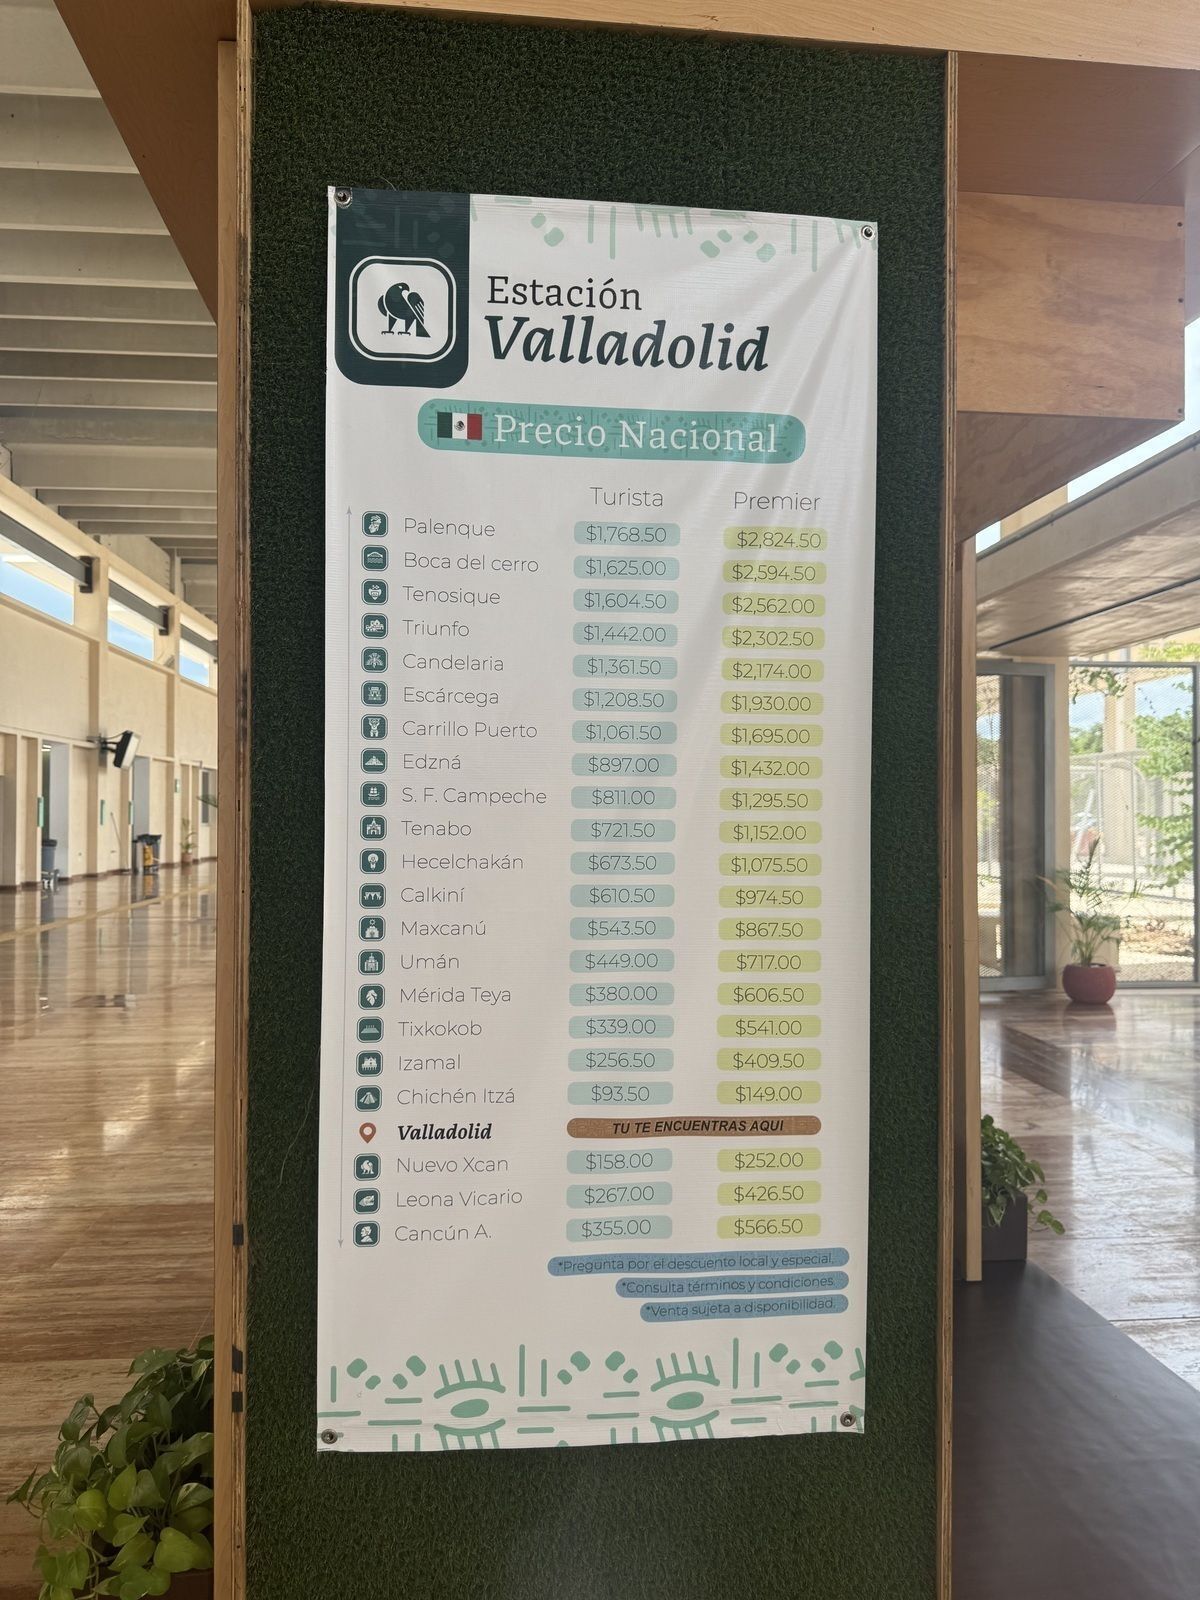 Estación
Valladolid
Precio Nacional
Turista Premier
Palenque $1,768.50 $2,824.50
Boca del cerro $1,625.00 $2,594.50
Tenosique $1,604.50 $2,562.00
Triunfo $1,442.00 $2,302.50
Candelaria $1,361.50 $2,174.00
Escárcega $1,208.50 $1,930.00
Carrillo Puerto $1,061.50 $1,695.00
Edzná $897.00 $1,432.00
S. F. Campeche $811.00 $1,295.50
Tenabo $721.50 $1,152.00
Hecelchakán $673.50 $1,075.50
Calkiní $610.50 $974.50
Maxcanú $543.50 $867.50
Umán $449.00 $717.00
Mérida Teya $380.00 $606.50
Tixkokob $339.00 $541.00
Izamal $256.50 $409.50
Chichén Itzá $93.50 $149.00
Valladolid TU TE ENCUENTRAS AQUI
Nuevo Xcan $158.00 $252.00
Leona Vicario $267.00 $426.50
Cancún A. $355.00 $566.50
*Pregunta por el descuento local y especial.
*Consulta términos y condiciones.
*Venta sujeta a disponibilidad.